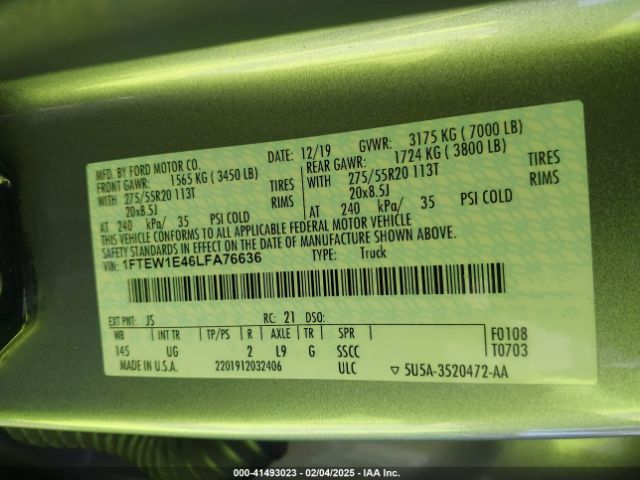 MFD. BY FORD MOTOR CO.
DATE: 12/19 GVWR: 3175 KG ( 7000 LB)
FRONT GAWR: 1565 KG ( 3450 LB) REAR GAWR: 1724 KG ( 3800 LB)
WITH 275/55R20 113T TIRES WITH 275/55R20 113T TIRES
20x8.5J RIMS 20x8.5J RIMS
AT 240 kPa/ 35 PSI COLD AT 240 kPa/ 35 PSI COLD
THIS VEHICLE CONFORMS TO ALL APPLICABLE FEDERAL MOTOR VEHICLE
SAFETY STANDARDS IN EFFECT ON THE DATE OF MANUFACTURE SHOWN ABOVE.
VIN: 1FTEW1E46LFA76636 TYPE: Truck
EXT PNT: JS RC: 21 DSO:
WB INT TR TP/PS R AXLE TR SPR F0108
145 UG 2 L9 G SSCC T0703
MADE IN U.S.A. 2201912032406 ULC ▽ 5U5A-3520472-AA
000-41493023 - 02/04/2025 - IAA Inc.